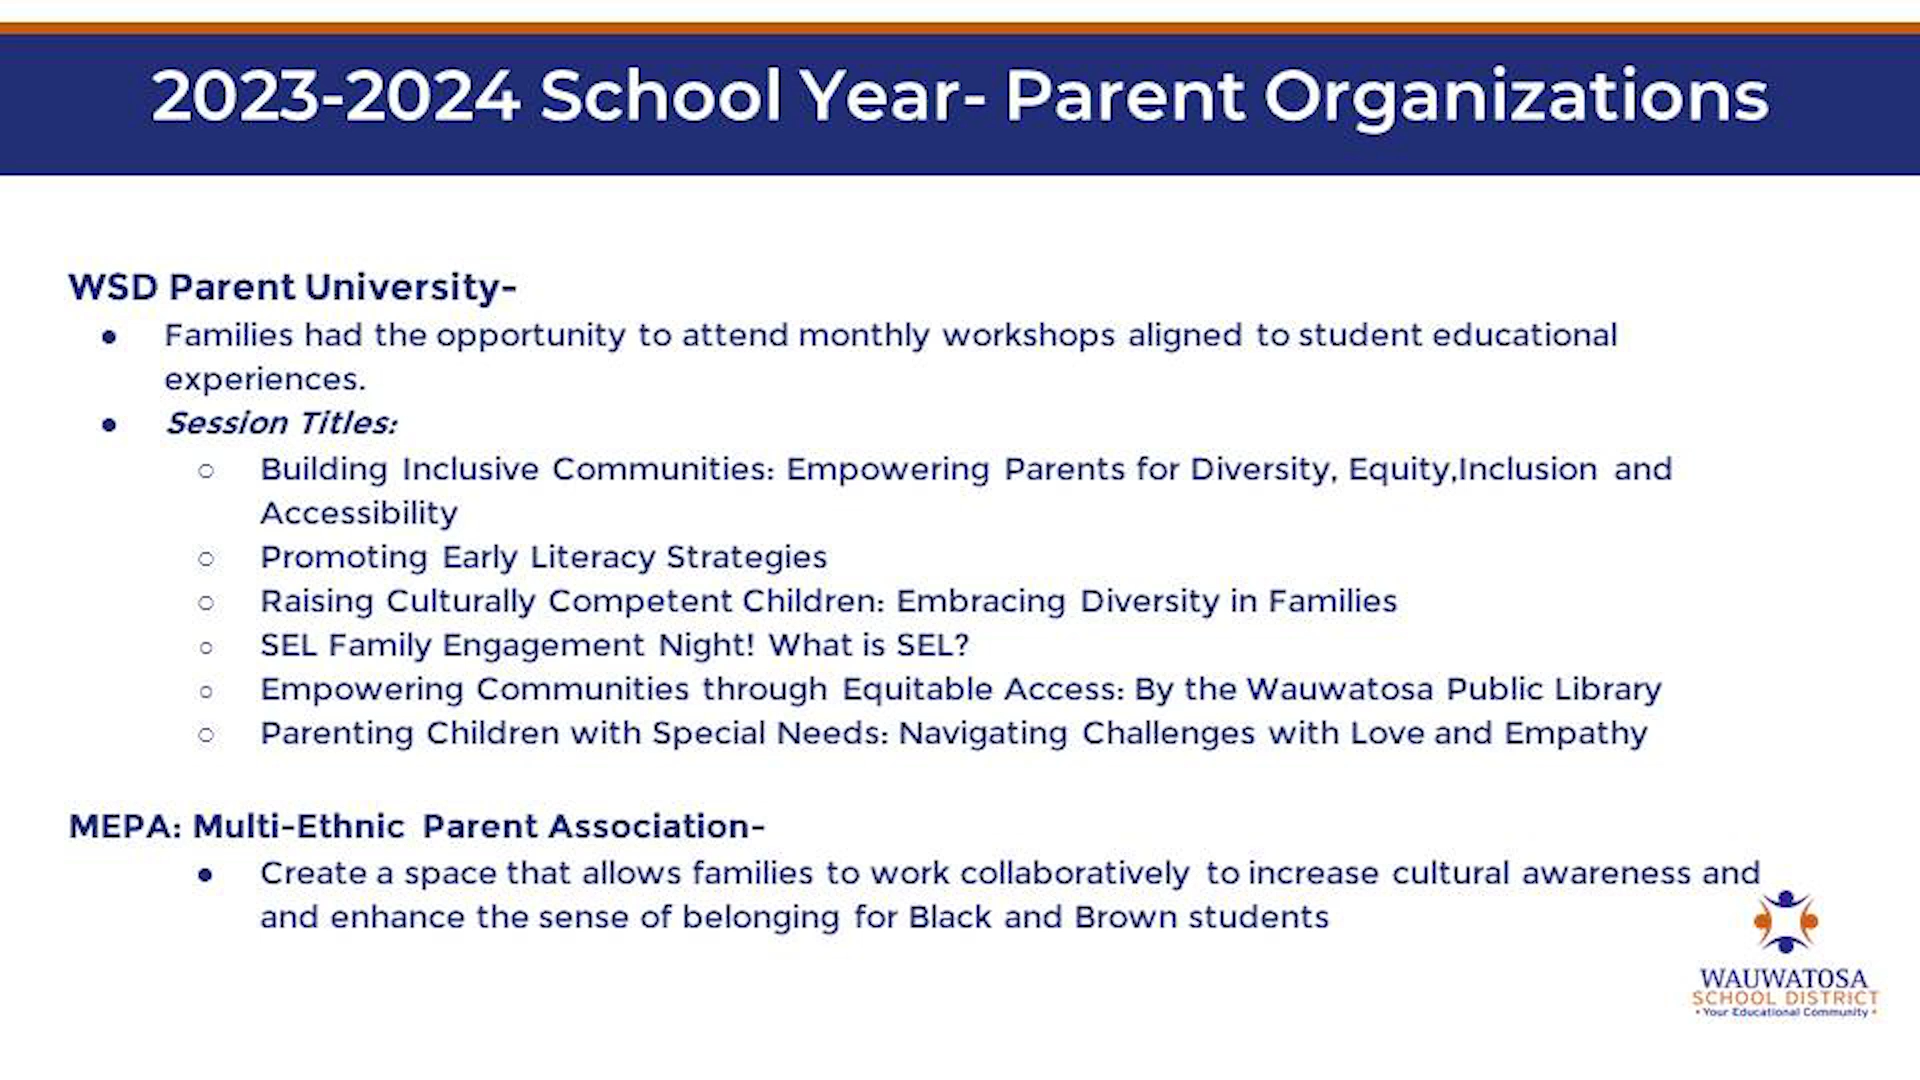 2023-2024 School Year- Parent Organizations
WSD Parent University-
● Families had the opportunity to attend monthly workshops aligned to student educational
experiences.
● Session Titles:
○ Building Inclusive Communities: Empowering Parents for Diversity, Equity,Inclusion and
Accessibility
○ Promoting Early Literacy Strategies
○ Raising Culturally Competent Children: Embracing Diversity in Families
○ SEL Family Engagement Night! What is SEL?
○ Empowering Communities through Equitable Access: By the Wauwatosa Public Library
○ Parenting Children with Special Needs: Navigating Challenges with Love and Empathy
MEPA: Multi-Ethnic Parent Association-
● Create a space that allows families to work collaboratively to increase cultural awareness and
and enhance the sense of belonging for Black and Brown students
WAUWATOSA
SCHOOL DISTRICT
• Your Educational Community •